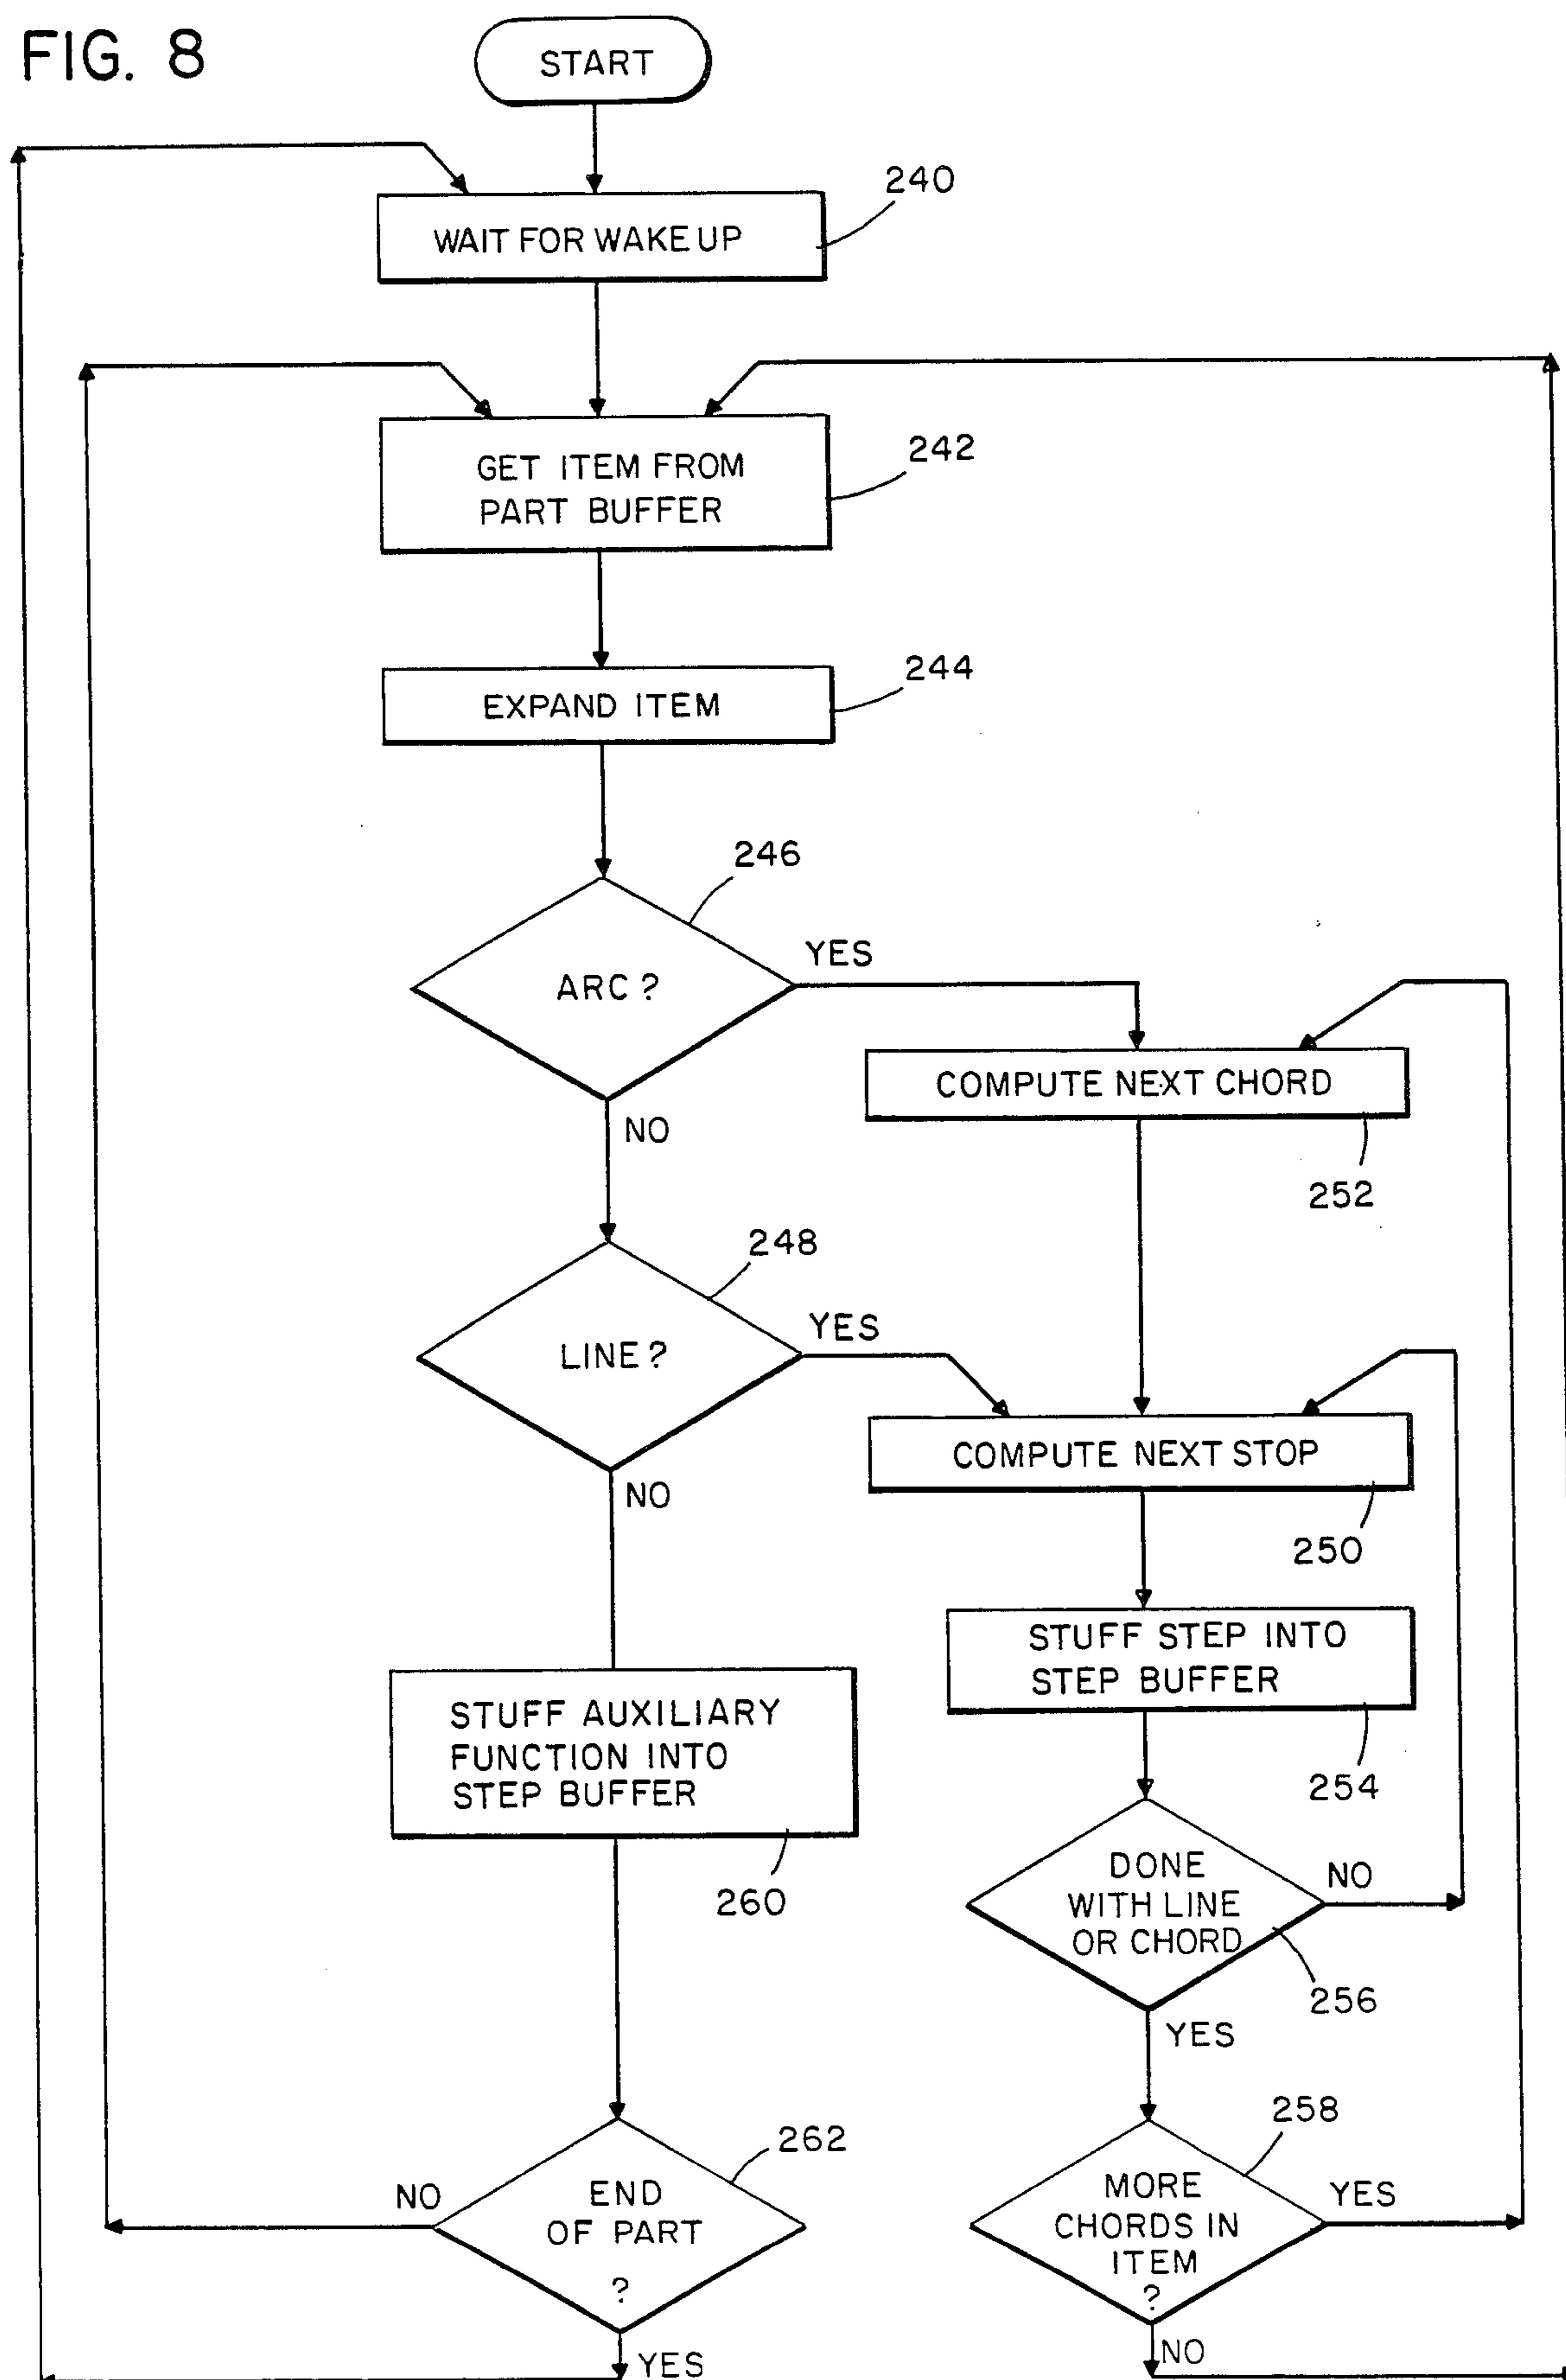 FIG. 8
START
240
WAIT FOR WAKE UP
242
GET ITEM FROM
PART BUFFER
244
EXPAND ITEM
246
ARC?
YES
NO
COMPUTE NEXT CHORD
252
248
LINE?
YES
NO
COMPUTE NEXT STOP
250
STUFF STEP INTO
STEP BUFFER
254
STUFF AUXILIARY
FUNCTION INTO
STEP BUFFER
260
DONE
WITH LINE
OR CHORD
NO
256
YES
262
END
OF PART
?
NO
YES
258
MORE
CHORDS IN
ITEM
?
YES
NO